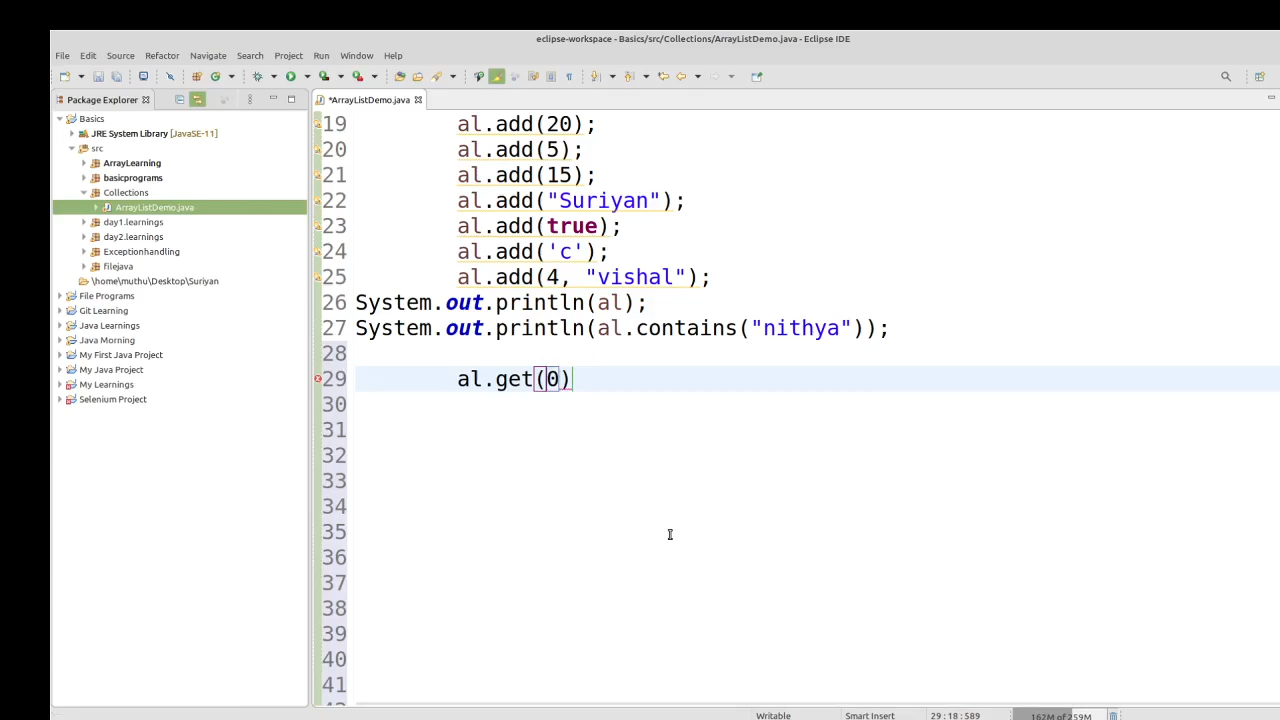 eclipse-workspace - Basics/src/Collections/ArrayListDemo.java - Eclipse IDE
File Edit Source Refactor Navigate Search Project Run Window Help
Package Explorer
Basics
JRE System Library [JavaSE-11]
src
ArrayLearning
basicprograms
Collections
ArrayListDemo.java
day1.learnings
day2.learnings
Exceptionhandling
filejava
\home\muthu\Desktop\Suriyan
File Programs
Git Learning
Java Learnings
Java Morning
My First Java Project
My Java Project
My Learnings
Selenium Project
*ArrayListDemo.java
19 al.add(20);
20 al.add(5);
21 al.add(15);
22 al.add("Suriyan");
23 al.add(true);
24 al.add('c');
25 al.add(4, "vishal");
26 System.out.println(al);
27 System.out.println(al.contains("nithya"));
28
29 al.get(0)
30
31
32
33
34
35
36
37
38
39
40
41
Writable Smart Insert 29 : 18 : 589 162M of 259M